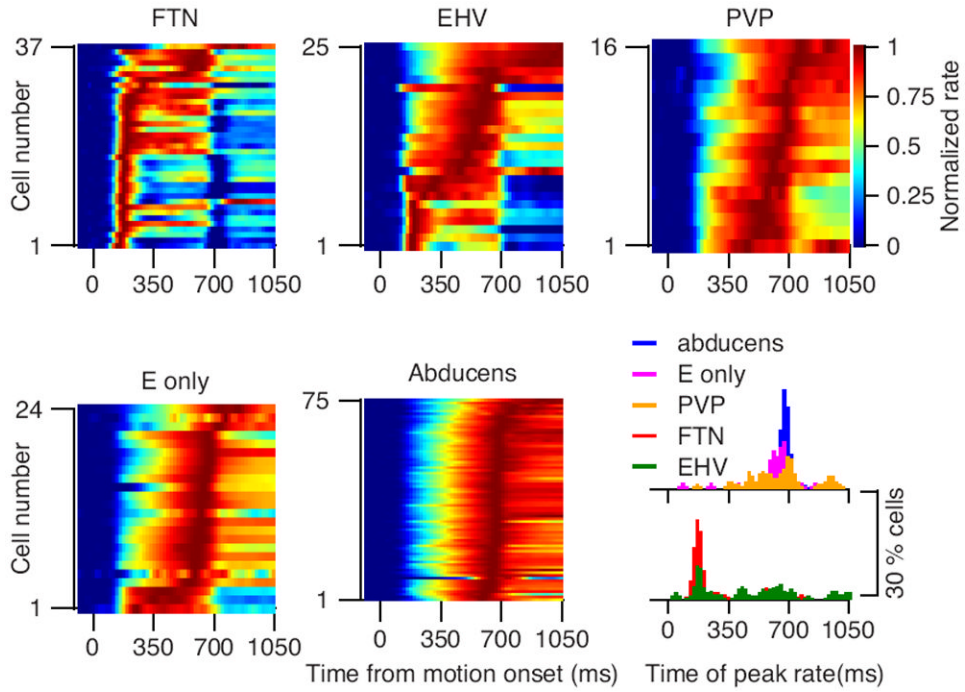 FTN
EHV
PVP
37
25
16
1
0.75
0.5
0.25
0
Normalized rate
Cell number
1
1
1
0 350 700 1050
0 350 700 1050
0 350 700 1050
E only
Abducens
24
75
Cell number
1
1
0 350 700 1050
0 350 700 1050
Time from motion onset (ms)
abducens
E only
PVP
FTN
EHV
30 % cells
0 350 700 1050
Time of peak rate(ms)